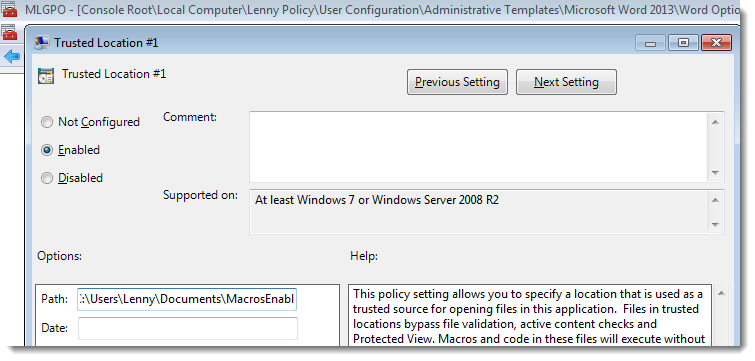 MLGPO - [Console Root\Local Computer\Lenny Policy\User Configuration\Administrative Templates\Microsoft Word 2013\Word Optio
Trusted Location #1
Trusted Location #1
Previous Setting
Next Setting
Not Configured
Comment:
Enabled
Disabled
Supported on:
At least Windows 7 or Windows Server 2008 R2
Options:
Help:
Path:
:\Users\Lenny\Documents\MacrosEnabl
Date:
This policy setting allows you to specify a location that is used as a
trusted source for opening files in this application.  Files in trusted
locations bypass file validation, active content checks and
Protected View. Macros and code in these files will execute without